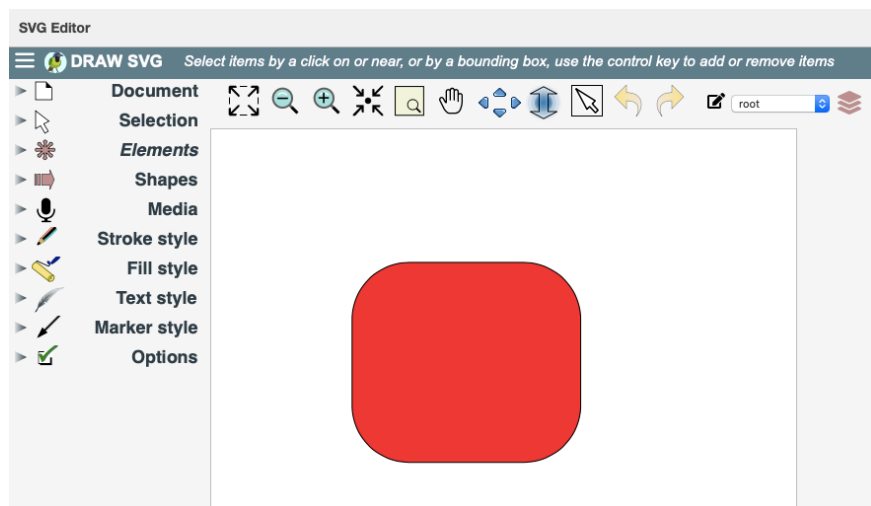 SVG Editor
DRAW SVG Select items by a click on or near, or by a bounding box, use the control key to add or remove items
Document
Selection
Elements
Shapes
Media
Stroke style
Fill style
Text style
Marker style
Options
root